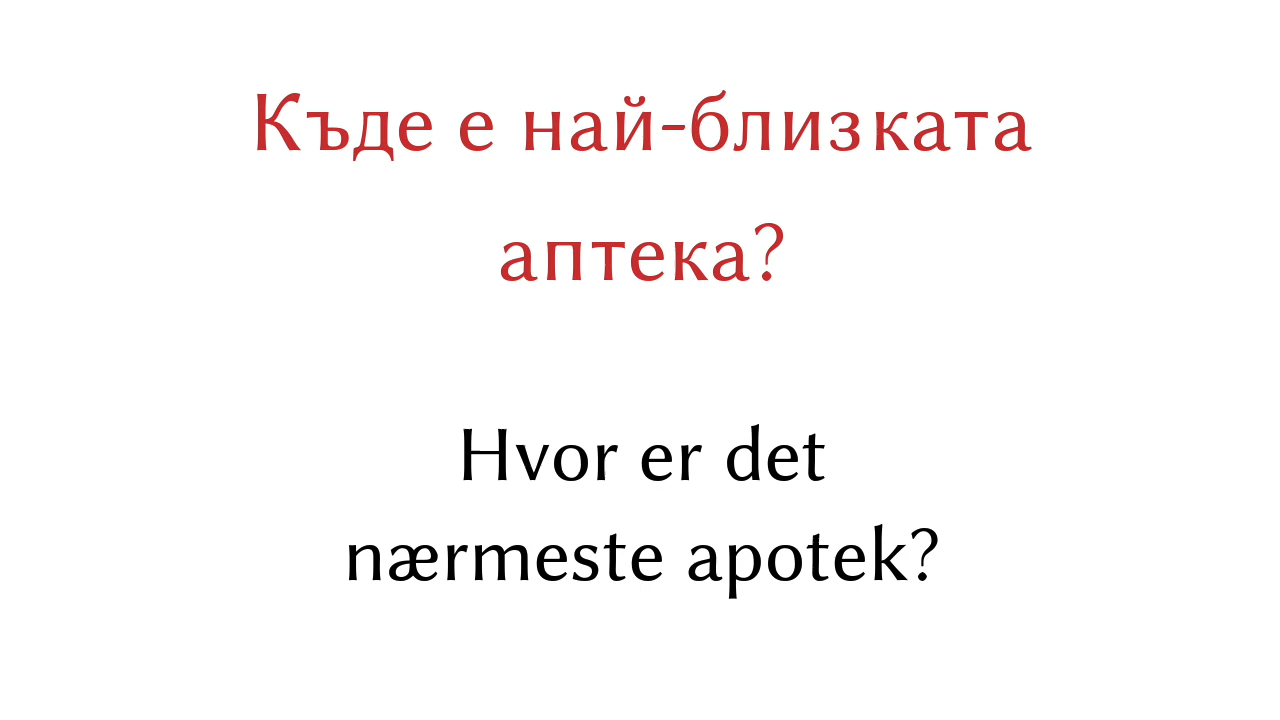 Къде е най-близката
аптека?
Hvor er det
nærmeste apotek?